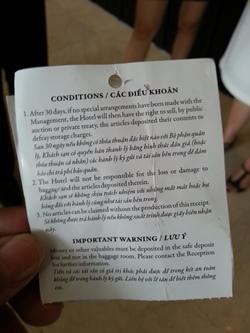 CONDITIONS / CÁC ĐIỀU KHOẢN
1. After 30 days, if no special arrangements have been made with the
Management, the Hotel will then have the right to sell, by public
auction or private treaty, the articles deposited their contents to
defray storage charges.
Sau 30 ngày nếu không có thỏa thuận đặc biệt nào với Bộ phận quản
lý. Khách sạn có quyền bán thanh lý bằng hình thức đấu giá (hoặc
thỏa thuận cá nhân) các hành lý ký gửi và tài sản bên trong để đảm
bảo chi trả phí bảo quản.
2. The Hotel will not be responsible for the loss or damage to
baggage and the articles deposited therein.
Khách sạn sẽ không chịu trách nhiệm với những mất mát hoặc hư
hỏng đối với hành lý cũng như tài sản bên trong.
3. No articles can be claimed without the production of this receipt.
Sẽ không được trả hành lý nếu không xuất trình được giấy biên nhận
này.
IMPORTANT WARNING / LƯU Ý
Money or other valuables must be deposited in the safe deposit
box and not in the baggage room. Please contact the Reception
for further information.
Tiền và các tài sản có giá trị khác phải được để trong két an toàn
không để trong hành lý ký gửi. Liên hệ với lễ tân để biết thêm thông
tin.